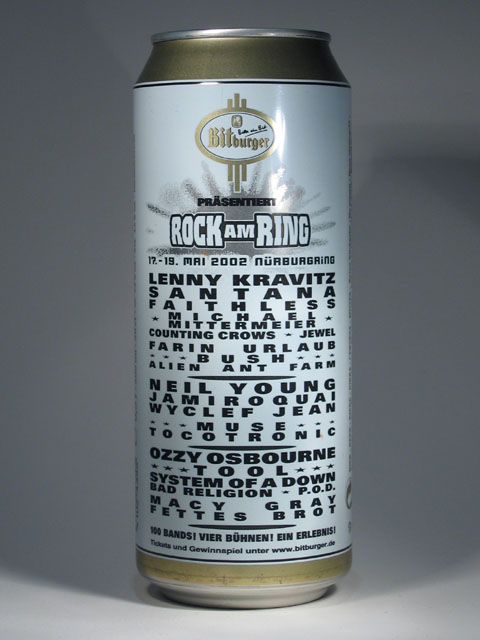 Bitte ein Bit
Bitburger
PRÄSENTIERT
ROCK AM RING
17.-19. MAI 2002 NÜRBURGRING
LENNY KRAVITZ
SANTANA
FAITHLESS
★ MICHAEL ★
MITTERMEIER
COUNTING CROWS ★ JEWEL
FARIN URLAUB
★ ★ BUSH ★ ★
ALIEN ANT FARM
NEIL YOUNG
JAMIROQUAI
WYCLEF JEAN
★ ★ MUSE ★ ★
TOCOTRONIC
OZZY OSBOURNE
★ ★ TOOL ★ ★
SYSTEM OF A DOWN
BAD RELIGION ★ P.O.D.
MACY GRAY
FETTES BROT
100 BANDS! VIER BÜHNEN! EIN ERLEBNIS!
Tickets und Gewinnspiel unter www.bitburger.de